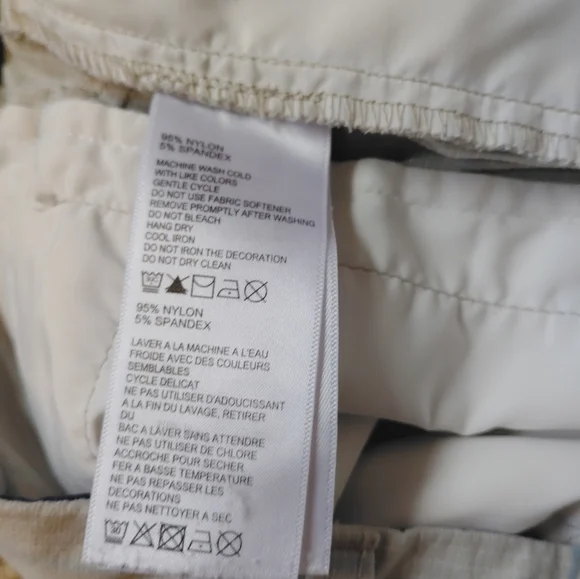 95% NYLON
5% SPANDEX
MACHINE WASH COLD
WITH LIKE COLORS
GENTLE CYCLE
DO NOT USE FABRIC SOFTENER
REMOVE PROMPTLY AFTER WASHING
DO NOT BLEACH
HANG DRY
COOL IRON
DO NOT IRON THE DECORATION
DO NOT DRY CLEAN
95% NYLON
5% SPANDEX
LAVER A LA MACHINE A L'EAU
FROIDE AVEC DES COULEURS
SEMBLABLES
CYCLE DELICAT
NE PAS UTILISER D'ADOUCISSANT
A LA FIN DU LAVAGE, RETIRER
DU
BAC A LAVER SANS ATTENDRE
NE PAS UTILISER DE CHLORE
ACCROCHE POUR SECHER
FER A BASSE TEMPERATURE
NE PAS REPASSER LES
DECORATIONS
NE PAS NETTOYER A SEC